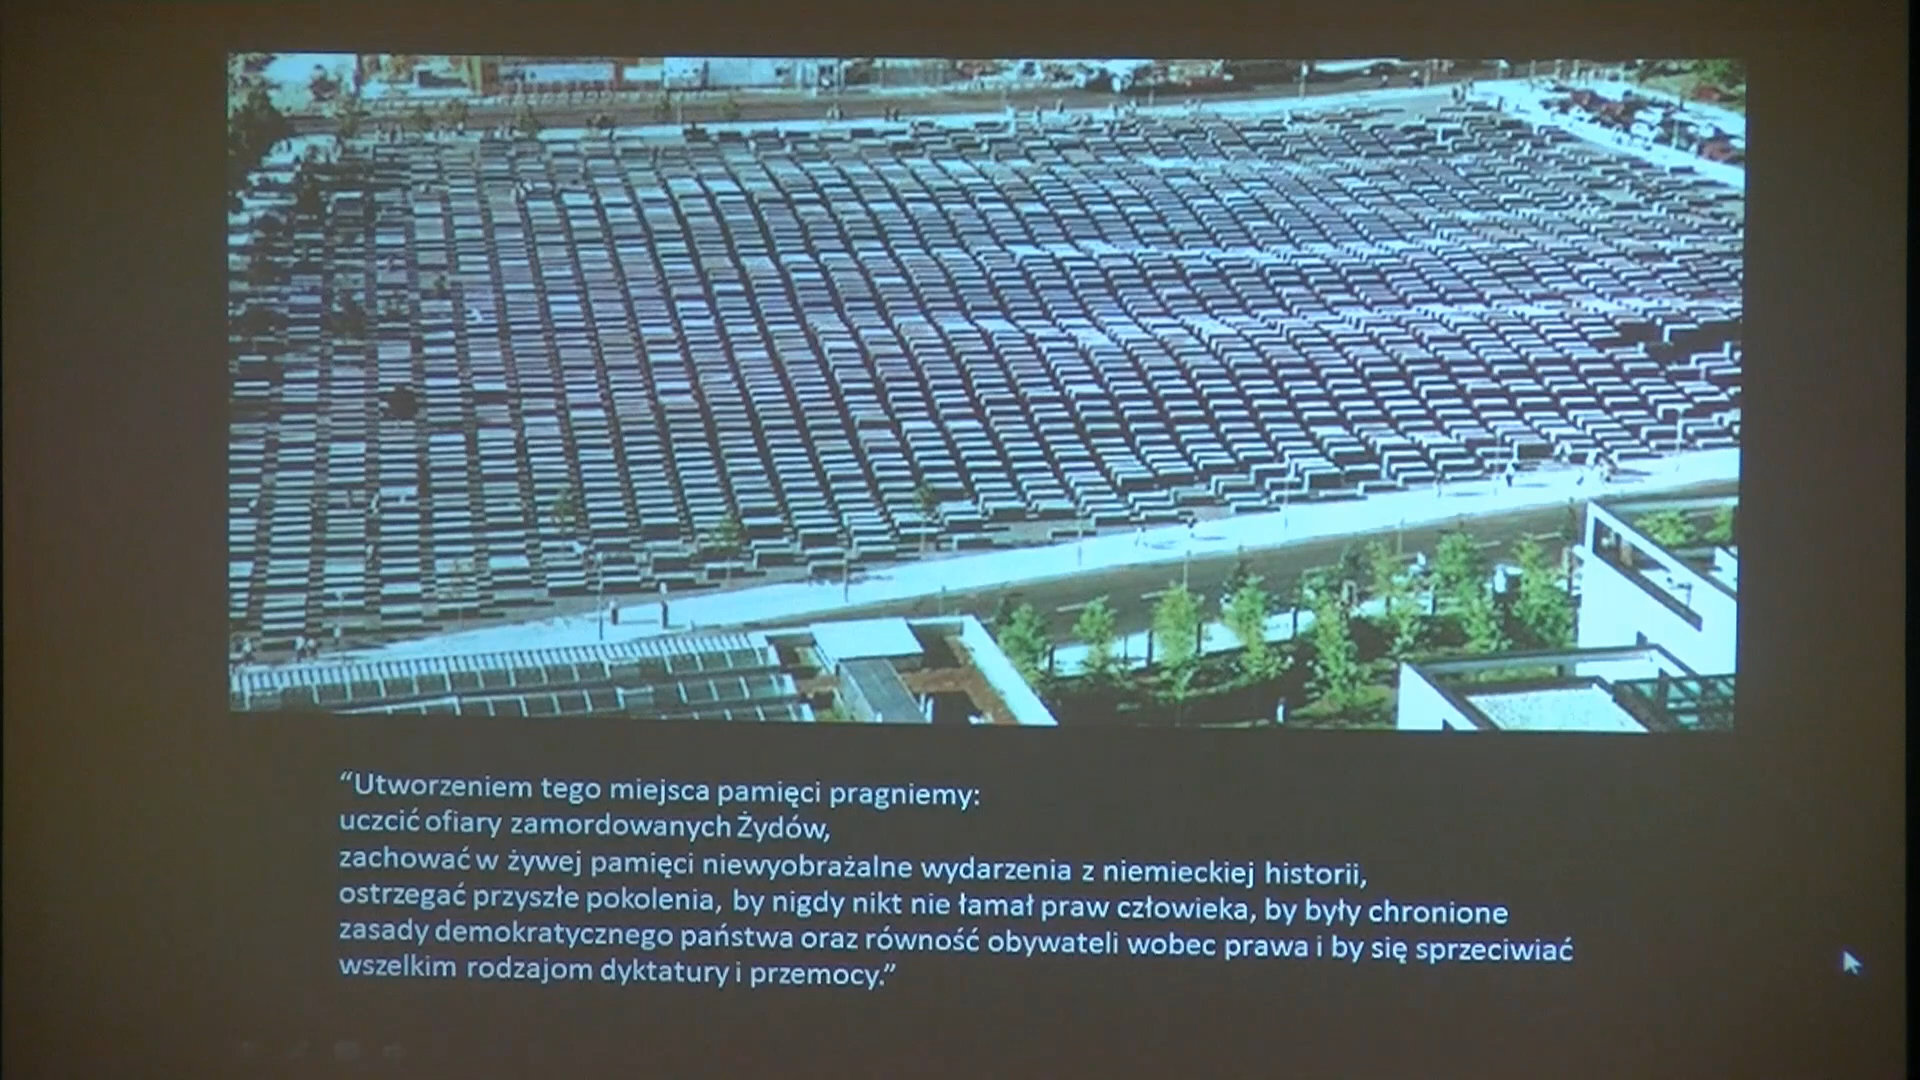 “Utworzeniem tego miejsca pamięci pragniemy:
uczcić ofiary zamordowanych Żydów,
zachować w żywej pamięci niewyobrażalne wydarzenia z niemieckiej historii,
ostrzegać przyszłe pokolenia, by nigdy nikt nie łamał praw człowieka, by były chronione
zasady demokratycznego państwa oraz równość obywateli wobec prawa i by się sprzeciwiać
wszelkim rodzajom dyktatury i przemocy.”